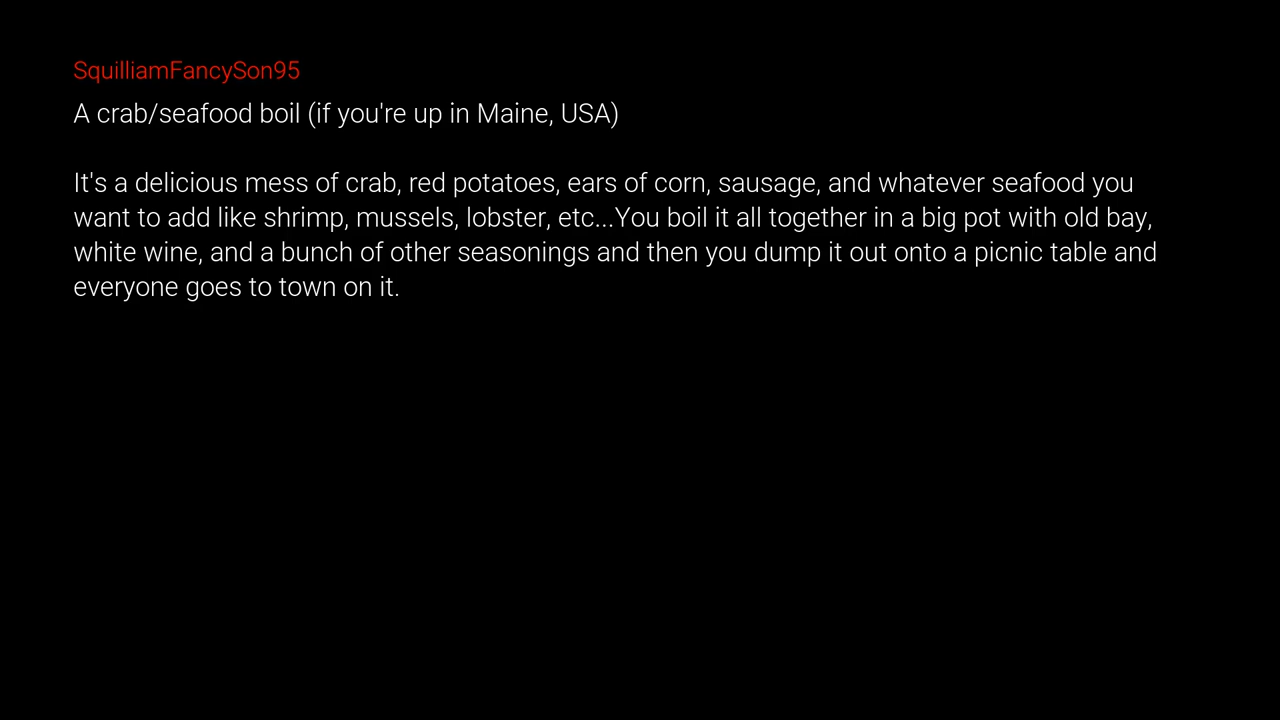 SquilliamFancySon95
A crab/seafood boil (if you're up in Maine, USA)
It's a delicious mess of crab, red potatoes, ears of corn, sausage, and whatever seafood you
want to add like shrimp, mussels, lobster, etc...You boil it all together in a big pot with old bay,
white wine, and a bunch of other seasonings and then you dump it out onto a picnic table and
everyone goes to town on it.